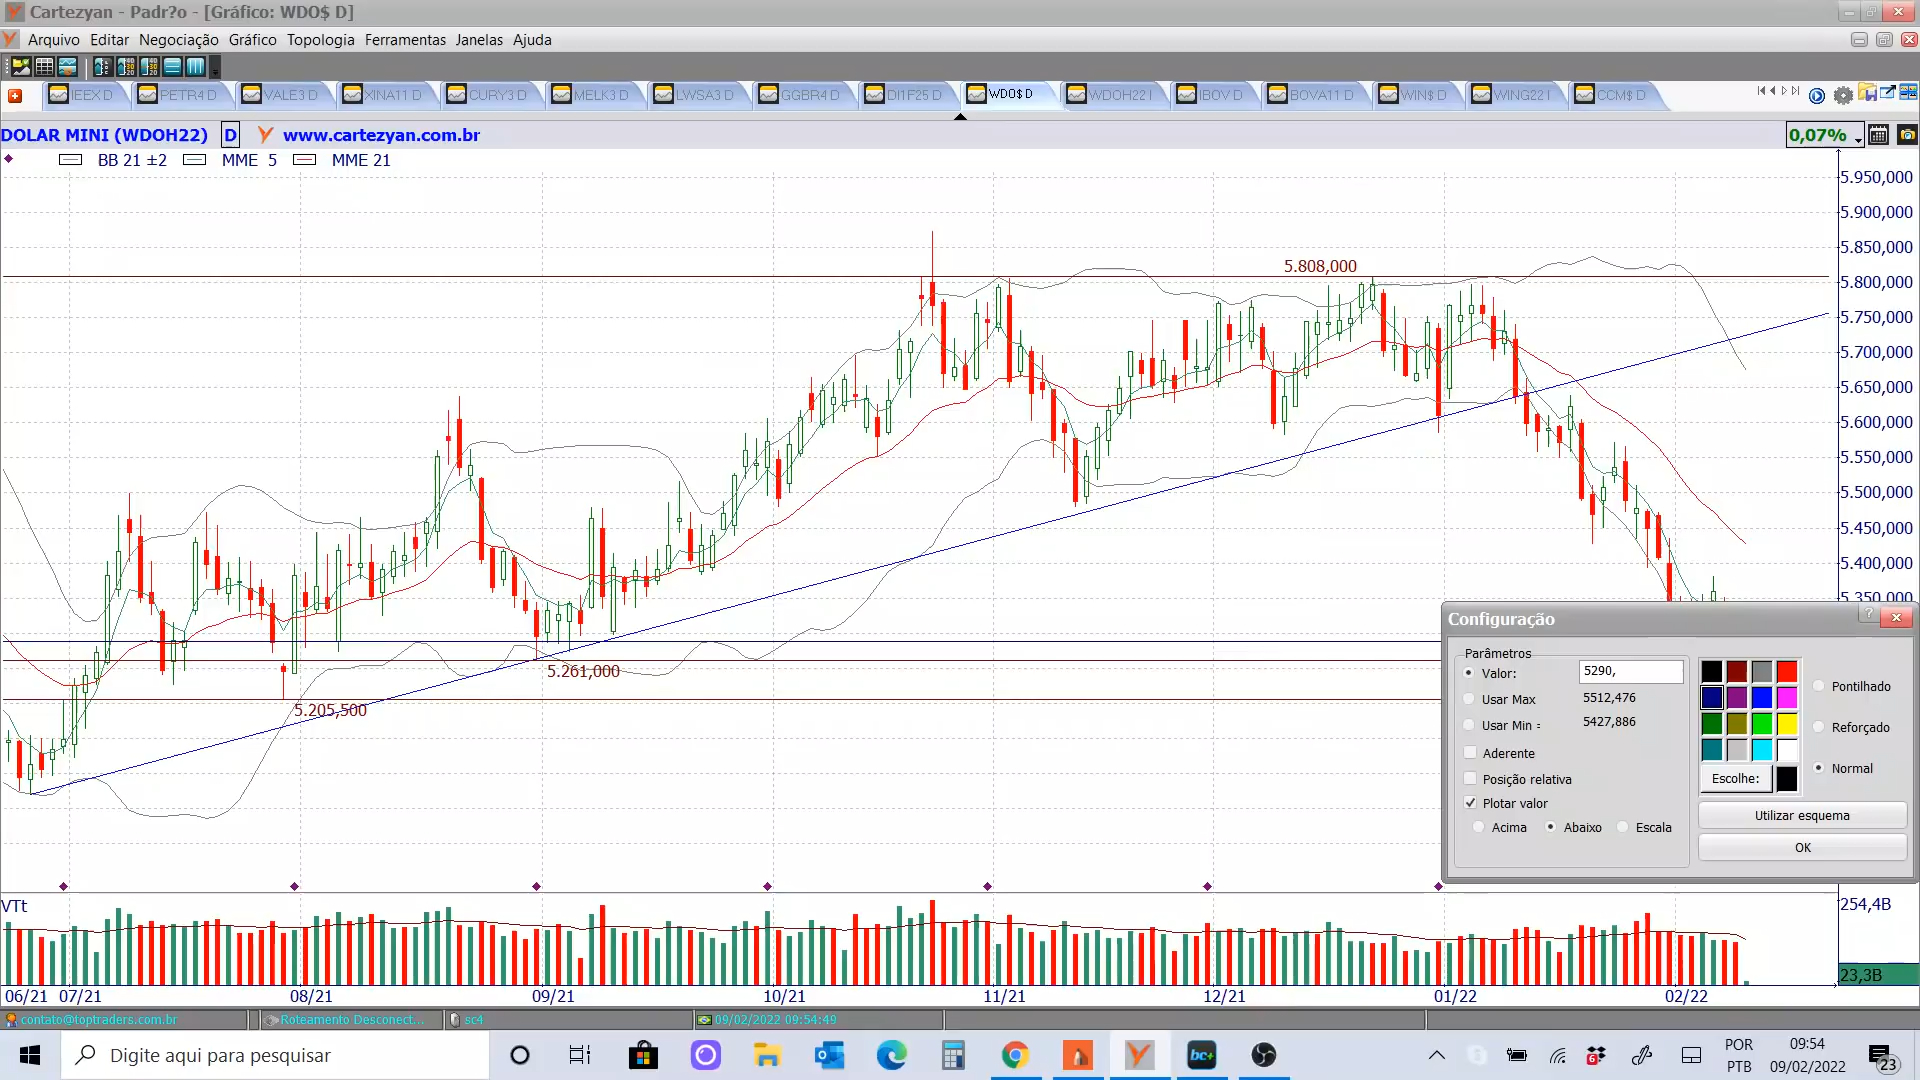 Cartezyan - Padr?o - [Gráfico: WDO$ D]
Arquivo Editar Negociação Gráfico Topologia Ferramentas Janelas Ajuda
IEEX D PETR4 D VALE3 D XINA11 D CURY3 D MELK3 D LWSA3 D GGBR4 D DI1F25 D WDO$ D WDOH22 I IBOV D BOVA11 D WIN$ D WING22 I CCM$ D
DOLAR MINI (WDOH22) D www.cartezyan.com.br 0,07%
BB 21 ±2 MME 5 MME 21
5.950,000
5.900,000
5.850,000
5.808,000
5.800,000
5.750,000
5.700,000
5.650,000
5.600,000
5.550,000
5.500,000
5.450,000
5.400,000
5.350,000
5.261,000
5.205,500
Configuração
Parâmetros
Valor: 5290,
Usar Max 5512,476
Usar Min = 5427,886
Aderente
Posição relativa
Plotar valor
Acima Abaixo Escala
Pontilhado
Reforçado
Normal
Escolhe:
Utilizar esquema
OK
VTt
254,4B
23,3B
06/21 07/21 08/21 09/21 10/21 11/21 12/21 01/22 02/22
contato@toptraders.com.br Roteamento Desconect... sc4 09/02/2022 09:54:49
Digite aqui para pesquisar
bc+
6
POR
PTB
09:54
09/02/2022
23